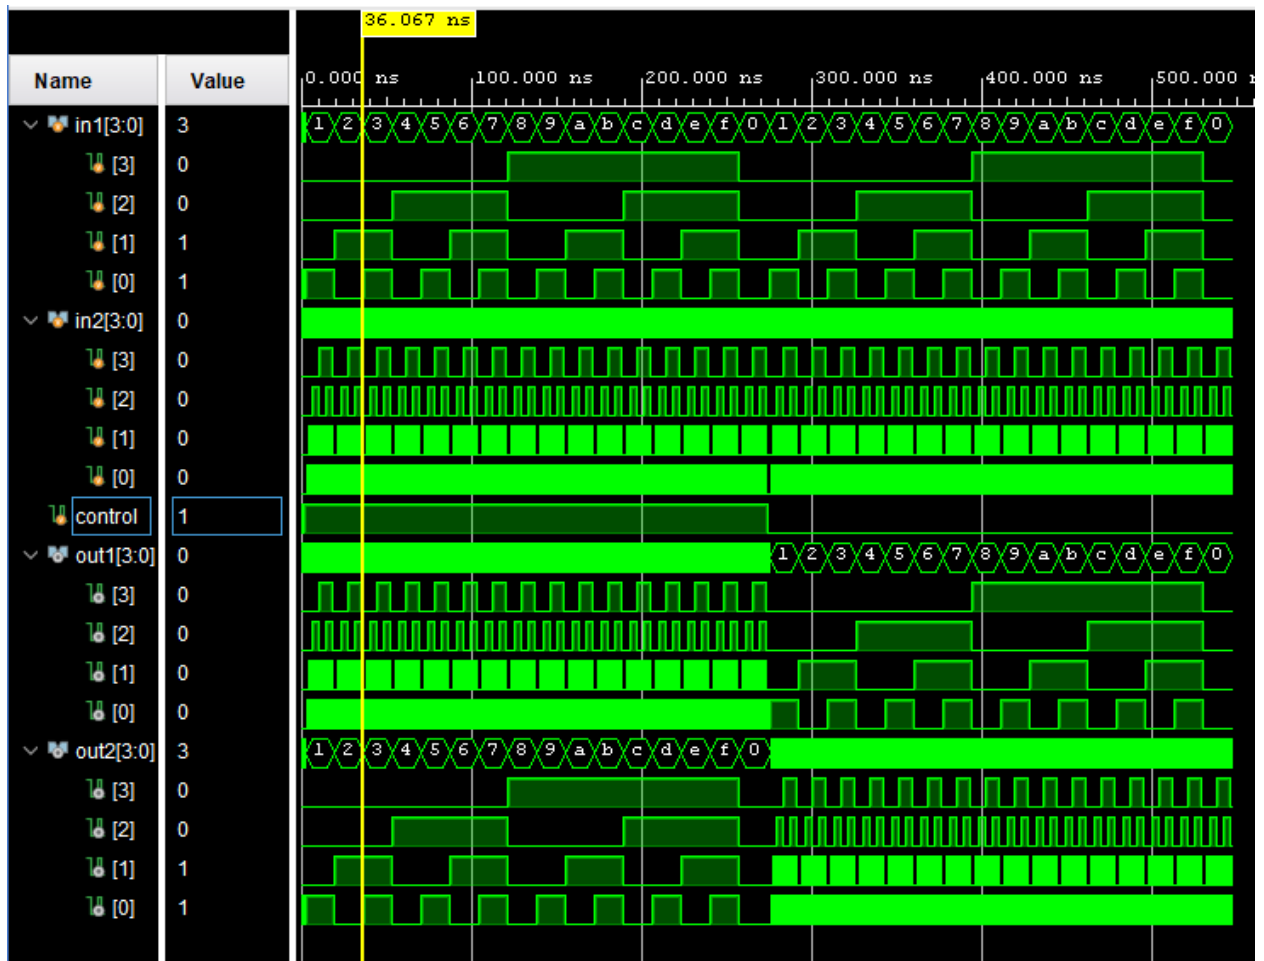 36.067 ns
Name Value 0.000 ns 100.000 ns 200.000 ns 300.000 ns 400.000 ns 500.000
in1[3:0] 3 1 2 3 4 5 6 7 8 9 a b c d e f 0 1 2 3 4 5 6 7 8 9 a b c d e f 0
[3] 0
[2] 0
[1] 1
[0] 1
in2[3:0] 0
[3] 0
[2] 0
[1] 0
[0] 0
control 1
out1[3:0] 0 1 2 3 4 5 6 7 8 9 a b c d e f 0
[3] 0
[2] 0
[1] 0
[0] 0
out2[3:0] 3 1 2 3 4 5 6 7 8 9 a b c d e f 0
[3] 0
[2] 0
[1] 1
[0] 1